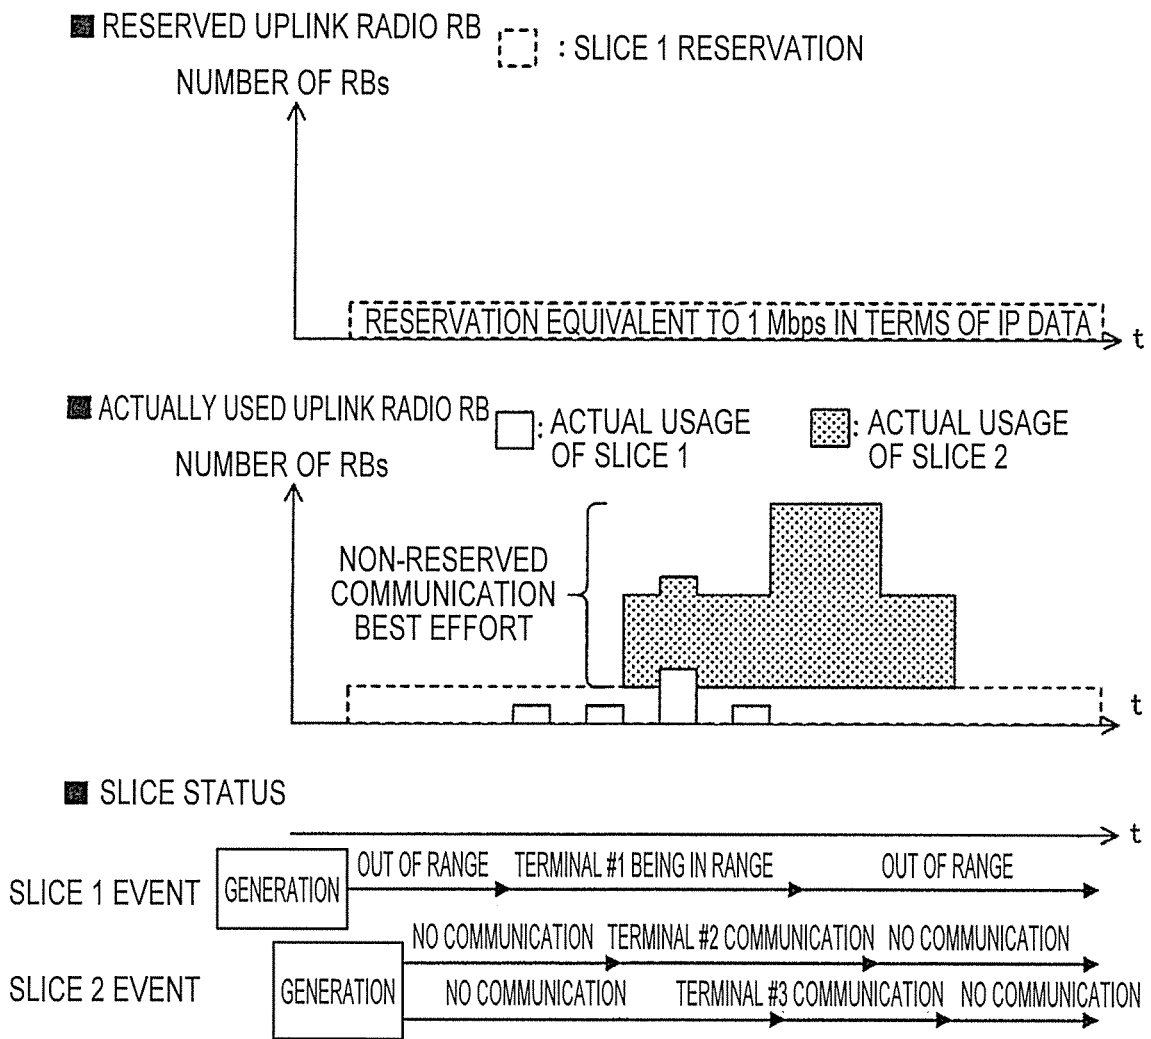 ■ RESERVED UPLINK RADIO RB
: SLICE 1 RESERVATION
NUMBER OF RBs
RESERVATION EQUIVALENT TO 1 Mbps IN TERMS OF IP DATA
t
■ ACTUALLY USED UPLINK RADIO RB
: ACTUAL USAGE
OF SLICE 1
: ACTUAL USAGE
OF SLICE 2
NUMBER OF RBs
NON-RESERVED
COMMUNICATION
BEST EFFORT
t
■ SLICE STATUS
t
SLICE 1 EVENT
GENERATION
OUT OF RANGE
TERMINAL #1 BEING IN RANGE
OUT OF RANGE
SLICE 2 EVENT
GENERATION
NO COMMUNICATION
TERMINAL #2 COMMUNICATION
NO COMMUNICATION
NO COMMUNICATION
TERMINAL #3 COMMUNICATION
NO COMMUNICATION